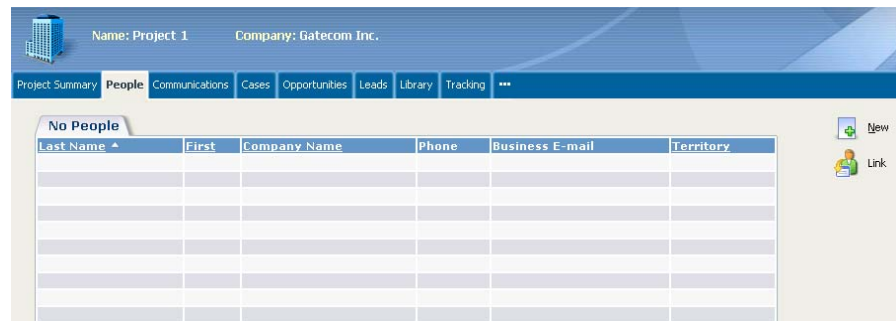 Name: Project 1 Company: Gatecom Inc.
Project Summary People Communications Cases Opportunities Leads Library Tracking
No People
Last Name First Company Name Phone Business E-mail Territory
New
Link